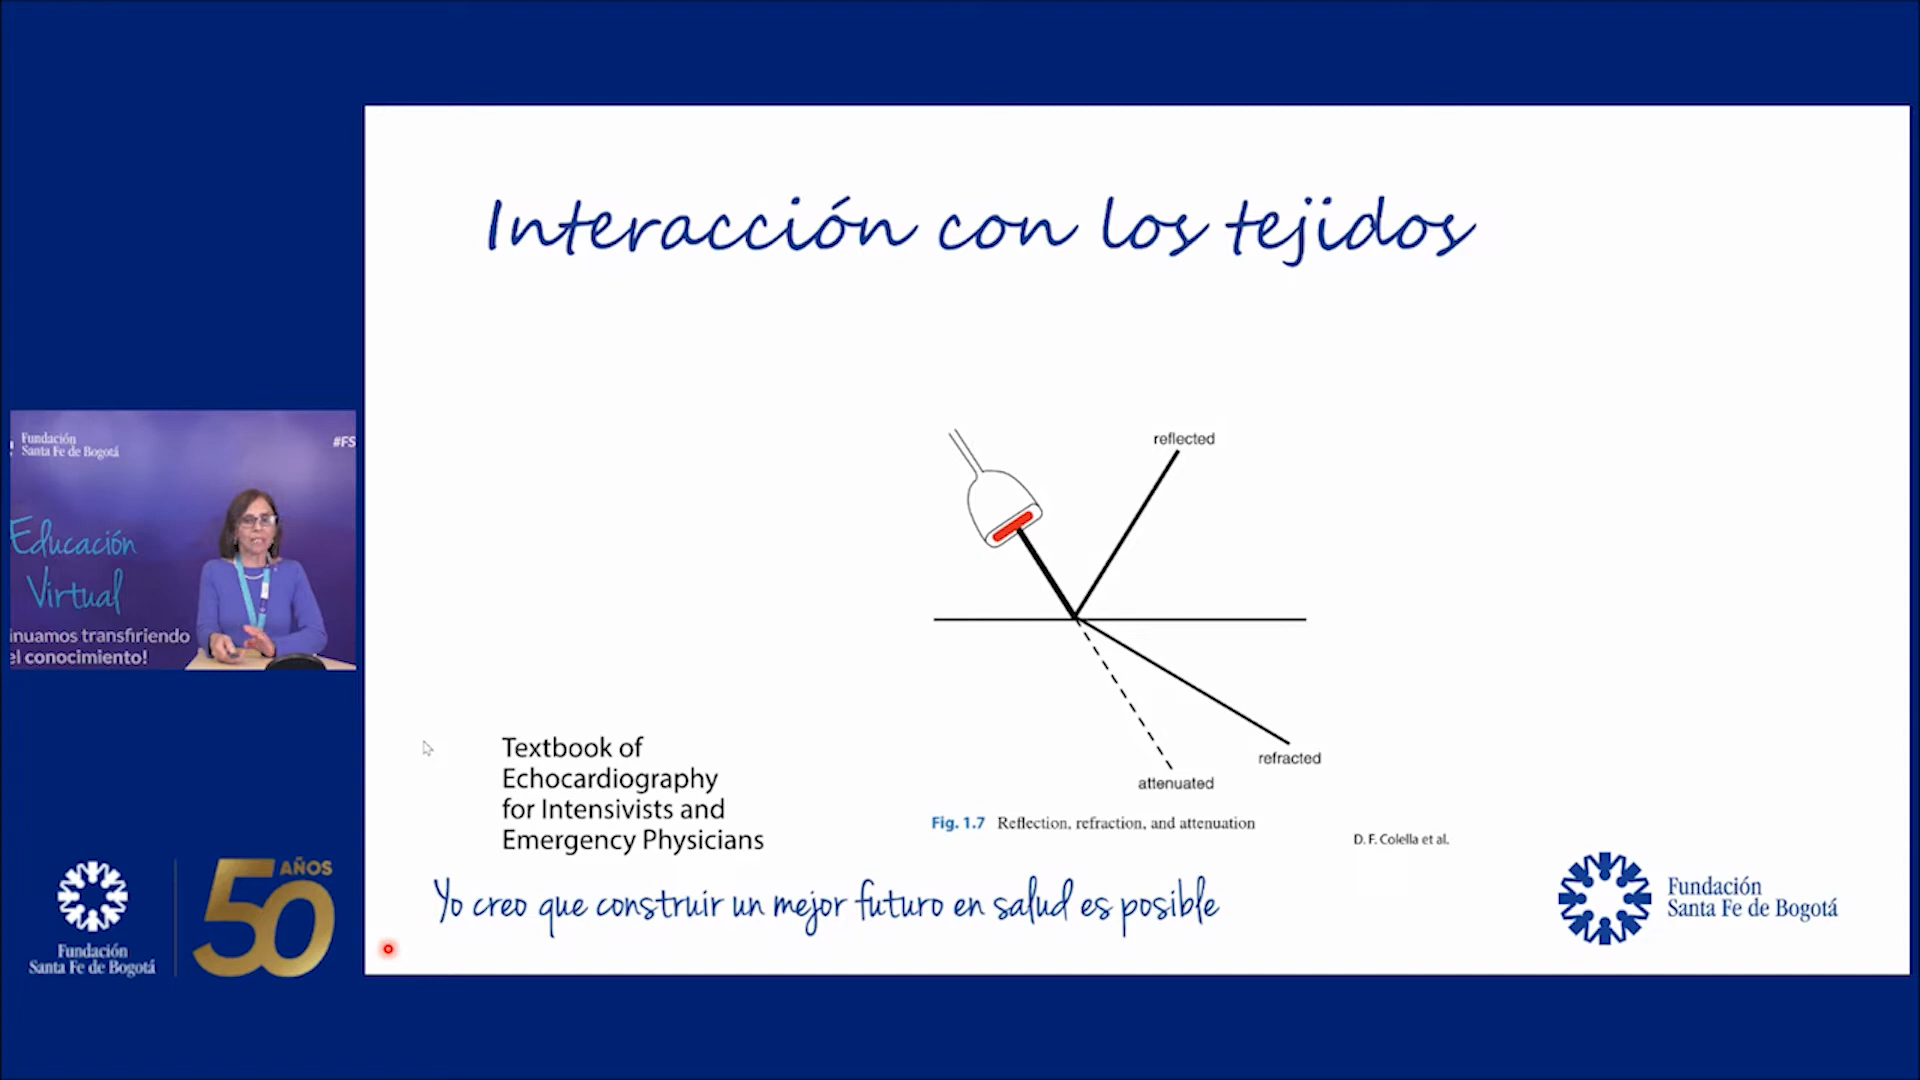 Interacción con los tejidos
Fundación
Santa Fe de Bogotá
#FS
Educación
Virtual
inuamos transfiriendo
el conocimiento!
reflected
refracted
attenuated
Fig. 1.7 Reflection, refraction, and attenuation
D. F. Colella et al.
Textbook of
Echocardiography
for Intensivists and
Emergency Physicians
Yo creo que construir un mejor futuro en salud es posible
Fundación
Santa Fe de Bogotá
50 AÑOS
Fundación
Santa Fe de Bogotá